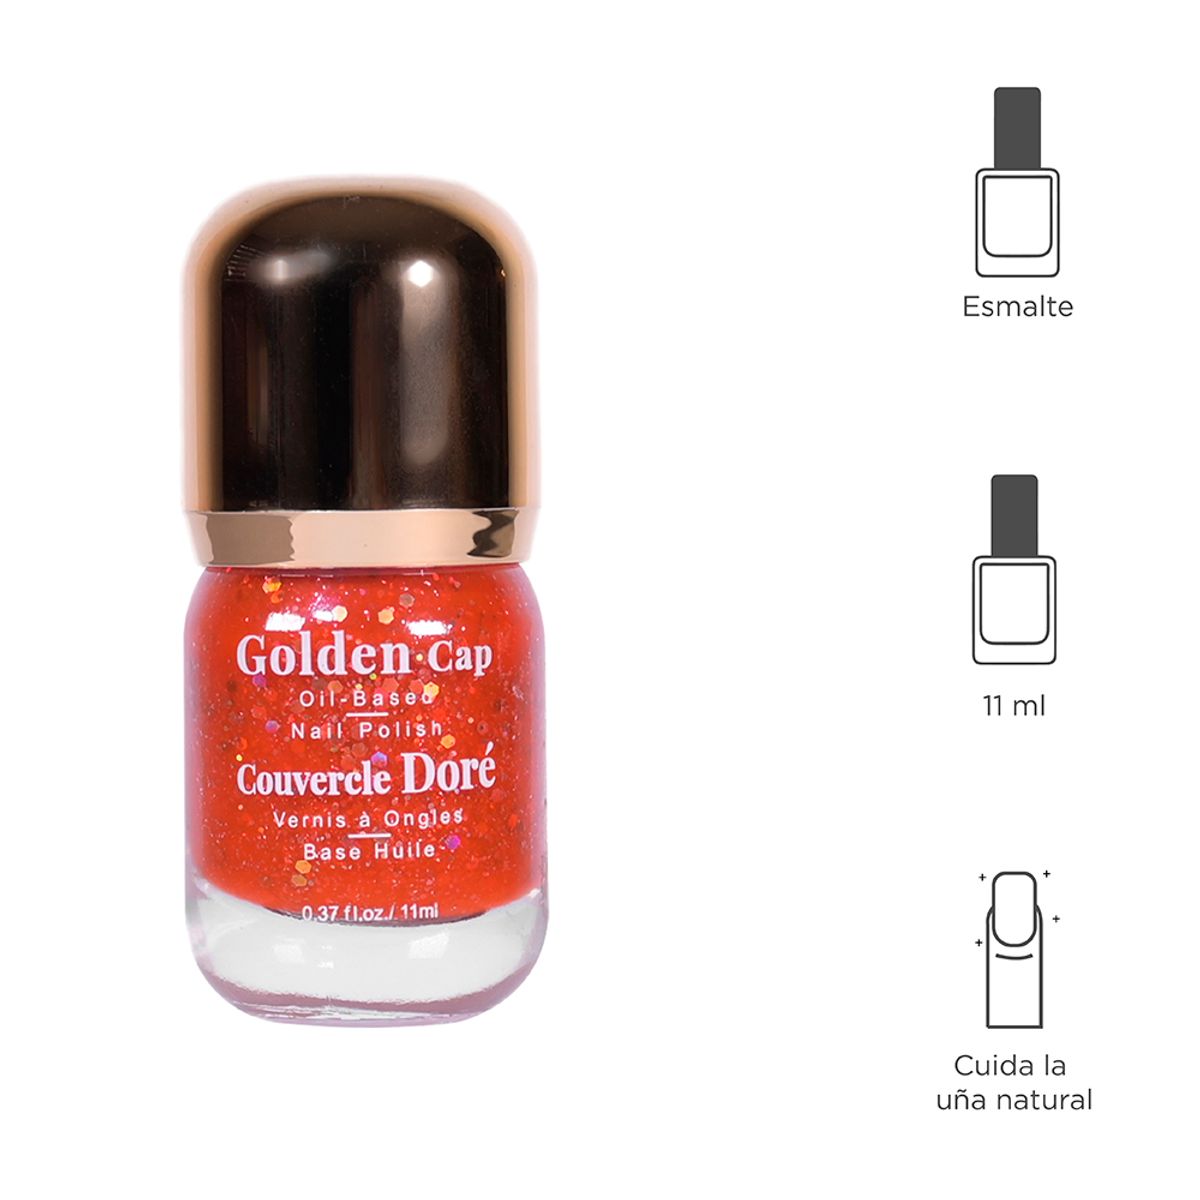 Golden Cap
Oil-Based
Nail Polish
Couvercle Doré
Vernis à Ongles
Base Huile
0.37 fl.oz./ 11ml
Esmalte
11 ml
Cuida la
uña natural